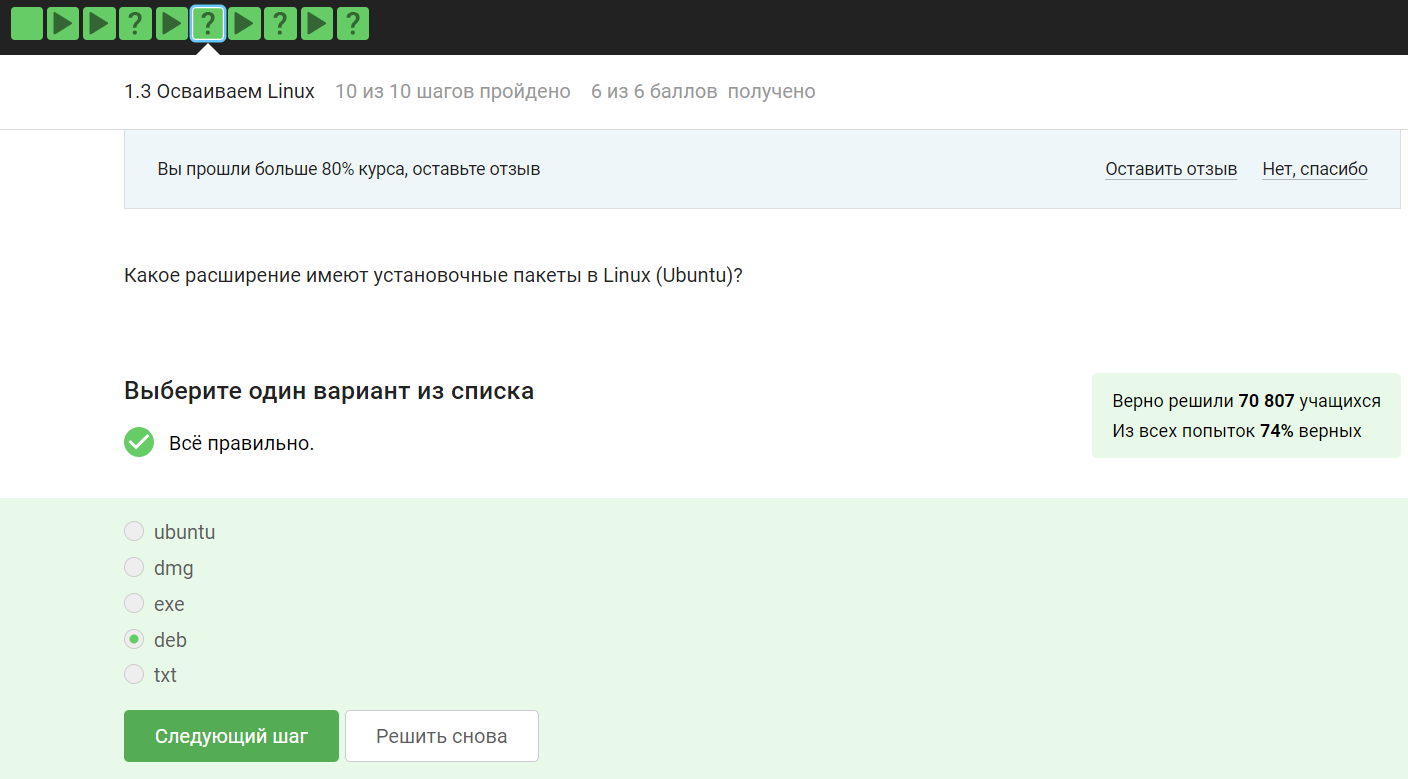 ? ? ? ?
1.3 Осваиваем Linux 10 из 10 шагов пройдено 6 из 6 баллов получено
Вы прошли больше 80% курса, оставьте отзыв Оставить отзыв Нет, спасибо
Какое расширение имеют установочные пакеты в Linux (Ubuntu)?
Выберите один вариант из списка
Всё правильно.
Верно решили 70 807 учащихся
Из всех попыток 74% верных
ubuntu
dmg
exe
deb
txt
Следующий шаг Решить снова